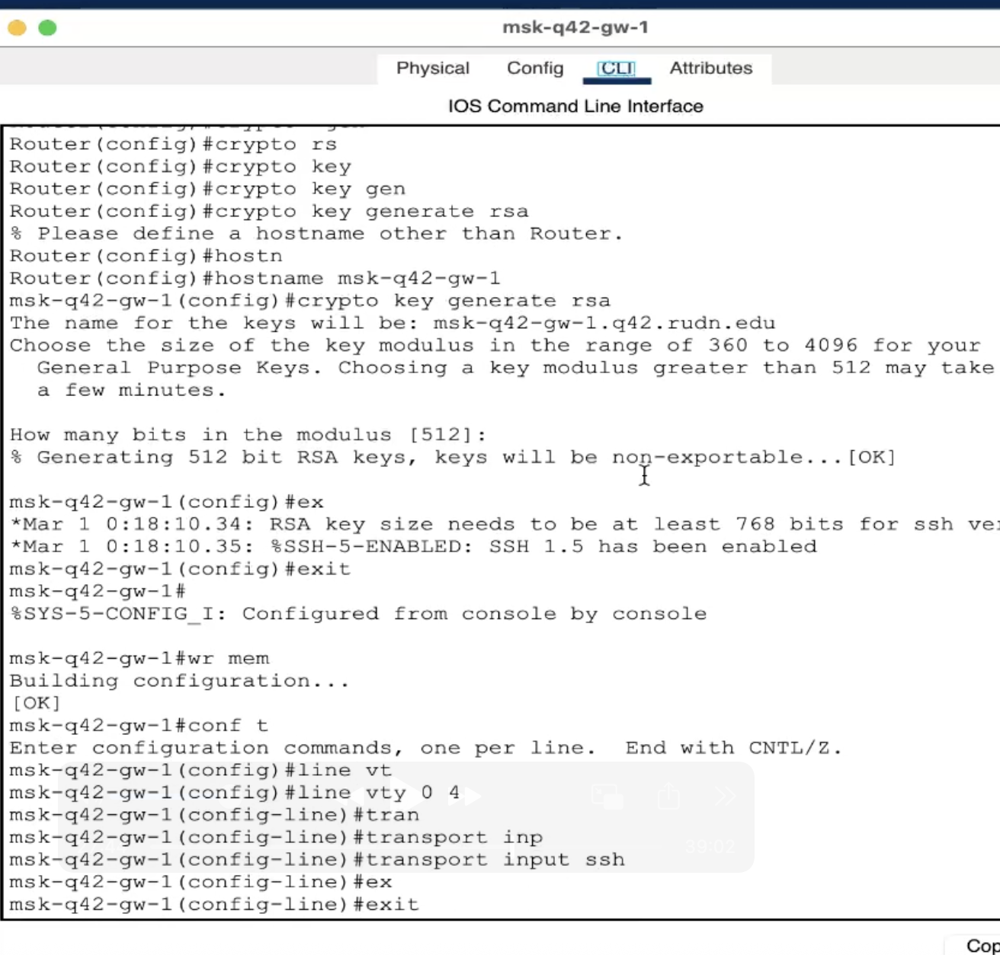 msk-q42-gw-1
Physical Config CLI Attributes
IOS Command Line Interface
Router(config)#crypto rs
Router(config)#crypto key
Router(config)#crypto key gen
Router(config)#crypto key generate rsa
% Please define a hostname other than Router.
Router(config)#hostn
Router(config)#hostname msk-q42-gw-1
msk-q42-gw-1(config)#crypto key generate rsa
The name for the keys will be: msk-q42-gw-1.q42.rudn.edu
Choose the size of the key modulus in the range of 360 to 4096 for your
General Purpose Keys. Choosing a key modulus greater than 512 may take
a few minutes.
How many bits in the modulus [512]:
% Generating 512 bit RSA keys, keys will be non-exportable...[OK]
msk-q42-gw-1(config)#ex
*Mar 1 0:18:10.34: RSA key size needs to be at least 768 bits for ssh
*Mar 1 0:18:10.35: %SSH-5-ENABLED: SSH 1.5 has been enabled
msk-q42-gw-1(config)#exit
msk-q42-gw-1#
%SYS-5-CONFIG_I: Configured from console by console
msk-q42-gw-1#wr mem
Building configuration...
[OK]
msk-q42-gw-1#conf t
Enter configuration commands, one per line.  End with CNTL/Z.
msk-q42-gw-1(config)#line vt
msk-q42-gw-1(config)#line vty 0 4
msk-q42-gw-1(config-line)#tran
msk-q42-gw-1(config-line)#transport inp
39:02
msk-q42-gw-1(config-line)#transport input ssh
msk-q42-gw-1(config-line)#ex
msk-q42-gw-1(config-line)#exit